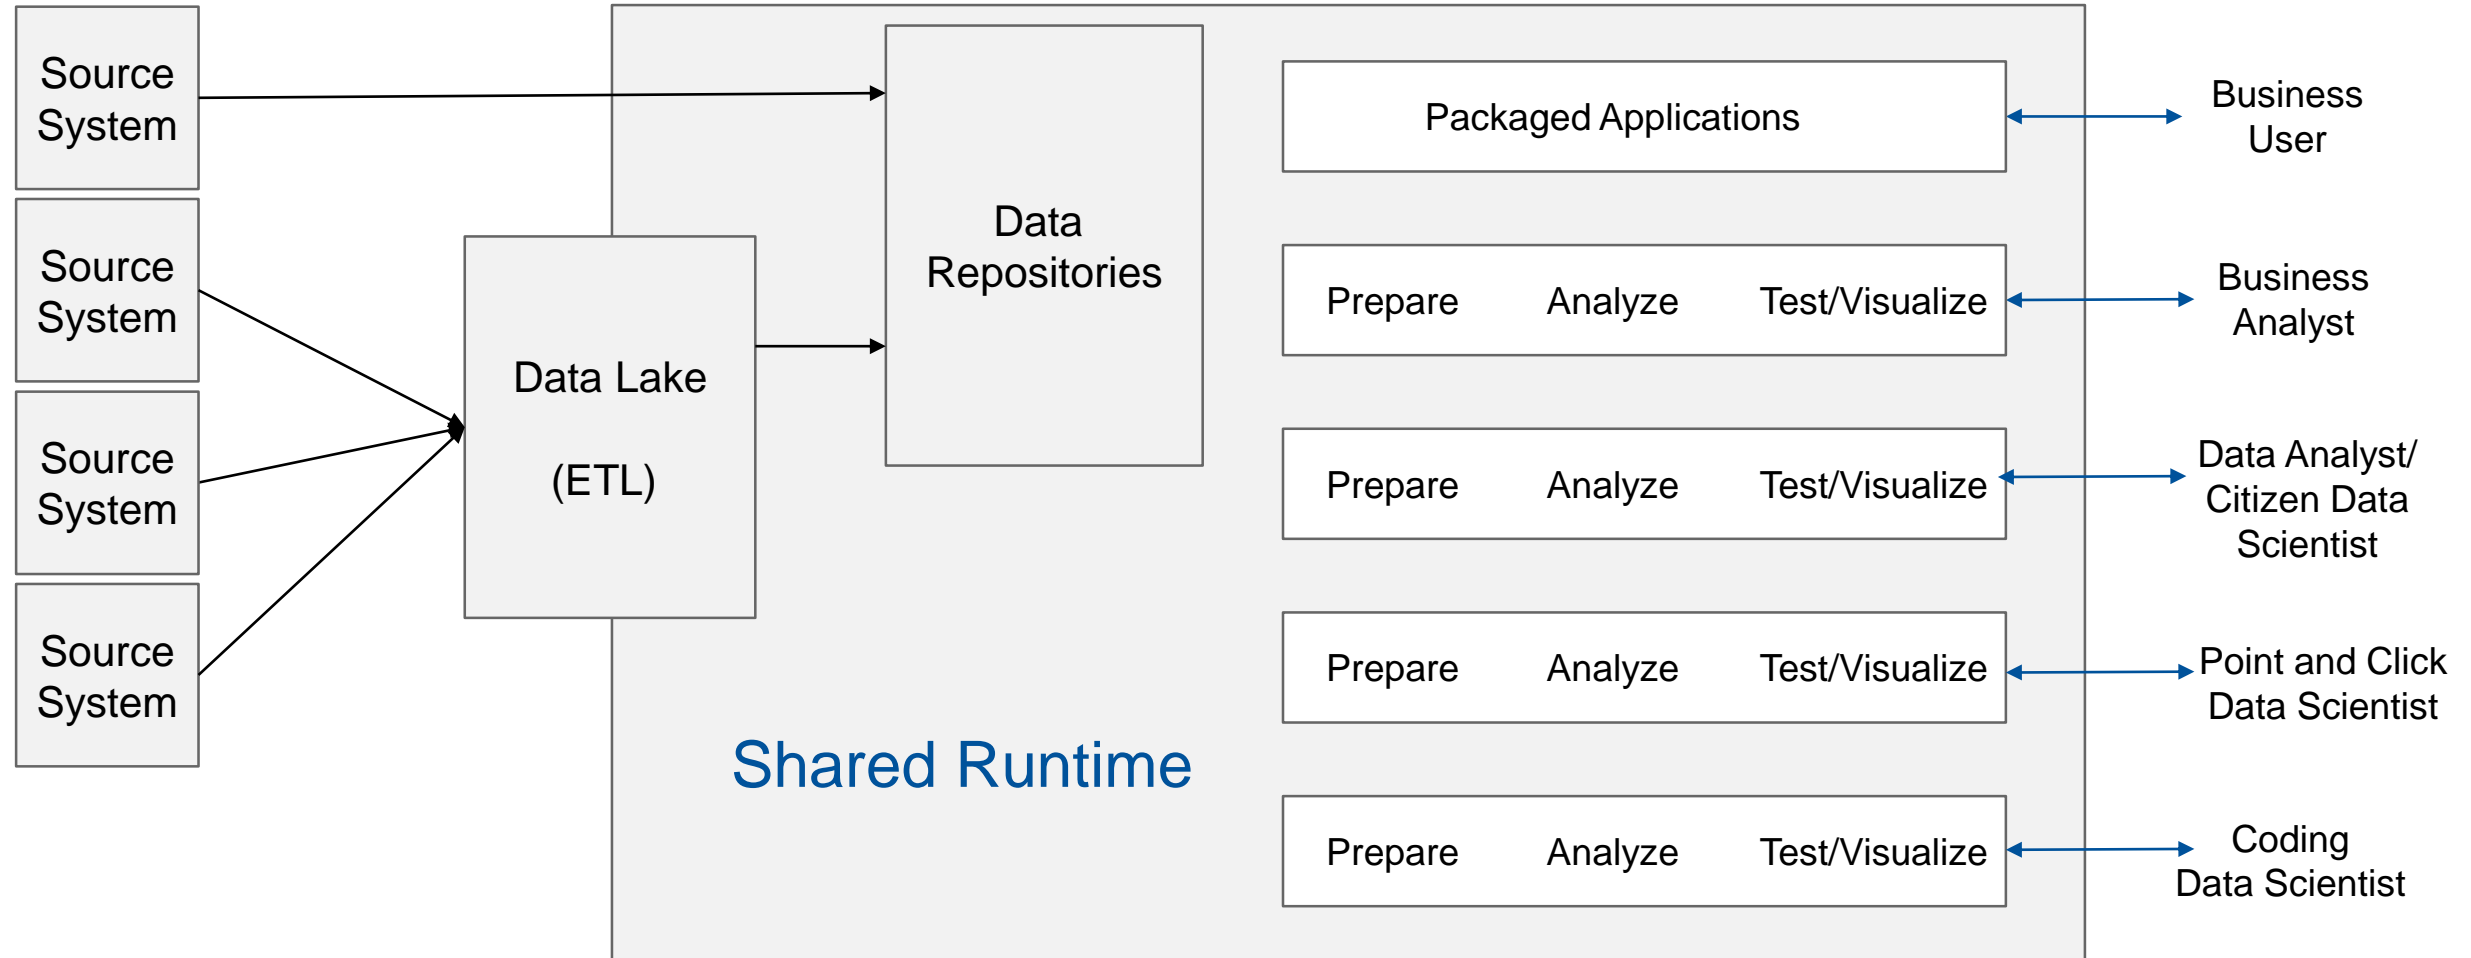 Source
System
Source
System
Source
System
Source
System
Data Lake
(ETL)
Data
Repositories
Shared Runtime
Packaged Applications
Business
User
Prepare Analyze Test/Visualize
Business
Analyst
Prepare Analyze Test/Visualize
Data Analyst/
Citizen Data
Scientist
Prepare Analyze Test/Visualize
Point and Click
Data Scientist
Prepare Analyze Test/Visualize
Coding
Data Scientist